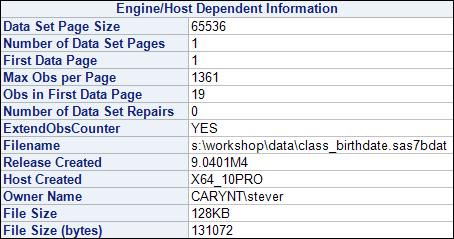 Engine/Host Dependent Information
Data Set Page Size 65536
Number of Data Set Pages 1
First Data Page 1
Max Obs per Page 1361
Obs in First Data Page 19
Number of Data Set Repairs 0
ExtendObsCounter YES
Filename s:\workshop\data\class_birthdate.sas7bdat
Release Created 9.0401M4
Host Created X64_10PRO
Owner Name CARYNT\stever
File Size 128KB
File Size (bytes) 131072